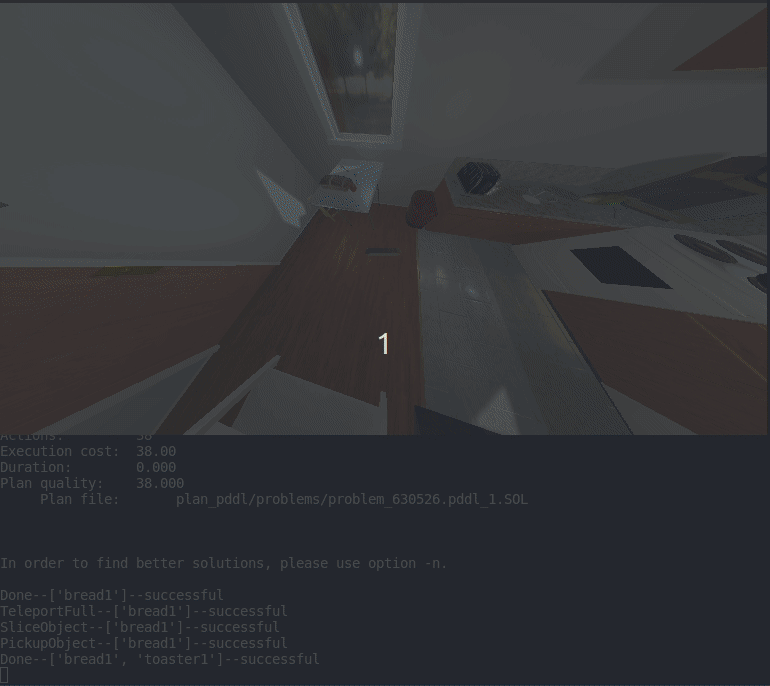 1
Actions: 38
Execution cost: 38.00
Duration: 0.000
Plan quality: 38.000
Plan file: plan_pddl/problems/problem_630526.pddl_1.SOL
In order to find better solutions, please use option -n.
Done--['bread1']--successful
TeleportFull--['bread1']--successful
SliceObject--['bread1']--successful
PickupObject--['bread1']--successful
Done--['bread1', 'toaster1']--successful